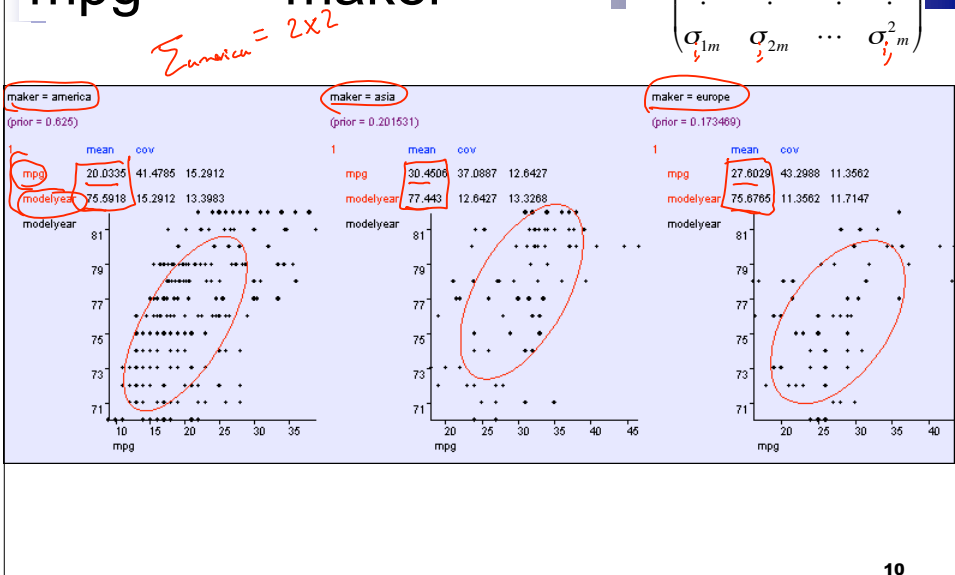 mpg maker
Σamerica = 2x2
. . . .
σ1m σ2m ⋯ σ²m
maker = america
(prior = 0.625)
1 mean cov
mpg 20.0335 41.4785 15.2912
modelyear 75.5918 15.2912 13.3983
modelyear
81
79
77
75
73
71
10 15 20 25 30 35
mpg
maker = asia
(prior = 0.201531)
1 mean cov
mpg 30.4506 37.0887 12.6427
modelyear 77.443 12.6427 13.3268
modelyear
81
79
77
75
73
71
20 25 30 35 40 45
mpg
maker = europe
(prior = 0.173469)
1 mean cov
mpg 27.6029 43.2988 11.3562
modelyear 75.6765 11.3562 11.7147
modelyear
81
79
77
75
73
71
20 25 30 35 40
mpg
10